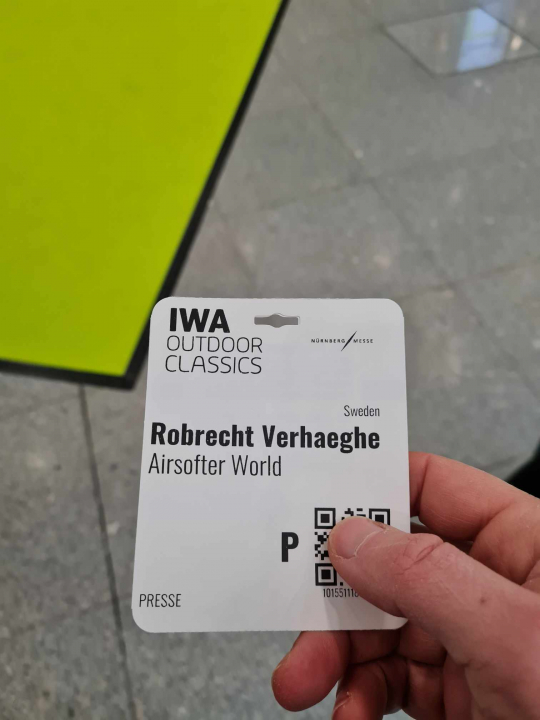 IWA
OUTDOOR
CLASSICS
NÜRNBERG MESSE
Sweden
Robrecht Verhaeghe
Airsofter World
P
PRESSE